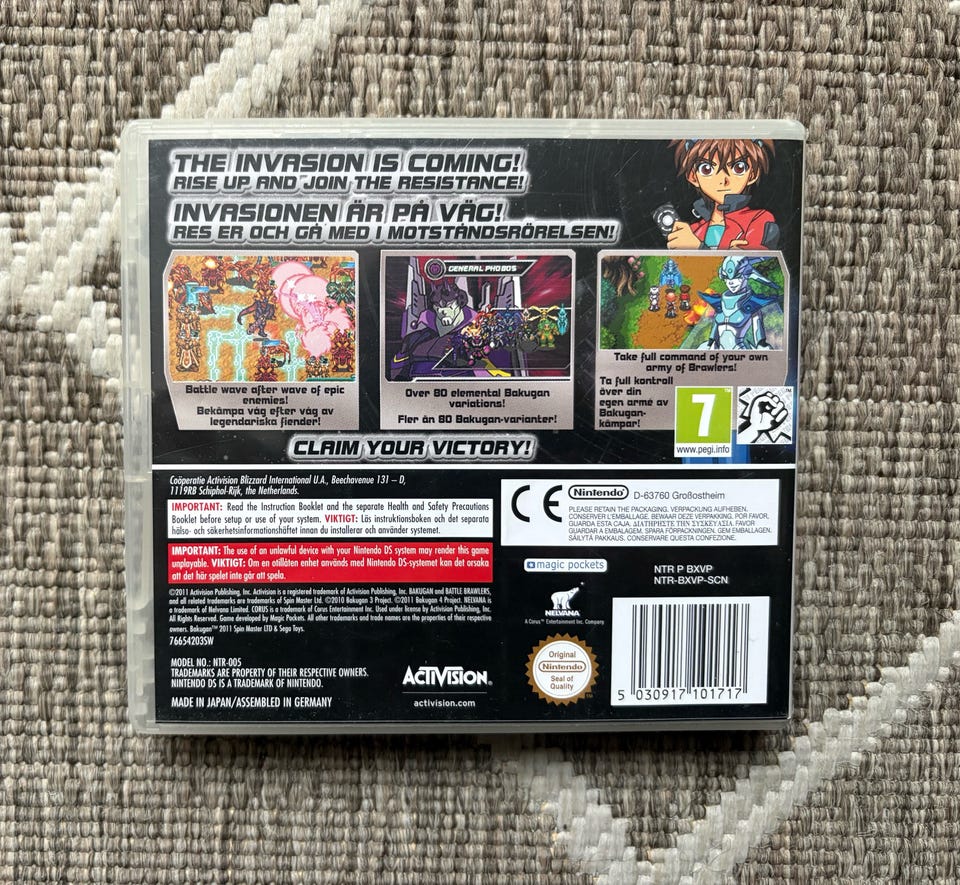 THE INVASION IS COMING!
RISE UP AND JOIN THE RESISTANCE!
INVASIONEN ÄR PÅ VÄG!
RES ER OCH GÅ MED I MOTSTÅNDSRÖRELSEN!
GENERAL PHOBOS
Battle wave after wave of epic
enemies!
Bekämpa våg efter våg av
legendariska fiender!
Over 80 elemental Bakugan
variations!
Fler än 80 Bakugan-varianter!
Take full command of your own
army of Brawlers!
Ta full kontroll
över din
egen armé av
Bakugan-
kämpar!
7
www.pegi.info
CLAIM YOUR VICTORY!
Coöperatie Activision Blizzard International U.A., Beechavenue 131 – D,
1119RB Schiphol-Rijk, the Netherlands.
IMPORTANT: Read the Instruction Booklet and the separate Health and Safety Precautions
Booklet before setup or use of your system. VIKTIGT: Läs instruktionsboken och det separata
hälso- och säkerhetsinformationshäftet innan du installerar och använder systemet.
IMPORTANT: The use of an unlawful device with your Nintendo DS system may render this game
unplayable. VIKTIGT: Om en otillåten enhet används med Nintendo DS-systemet kan det orsaka
att det här spelet inte går att spela.
©2011 Activision Publishing, Inc. Activision is a registered trademark of Activision Publishing, Inc. BAKUGAN and BATTLE BRAWLERS,
and all related trademarks are trademarks of Spin Master Ltd. ©2010 Bakugan 3 Project. ©2011 Bakugan 4 Project. NELVANA is
a trademark of Nelvana Limited. CORUS is a trademark of Corus Entertainment Inc. Used under license by Activision Publishing, Inc.
All Rights Reserved. Game developed by Magic Pockets. All other trademarks and trade names are the properties of their respective
owners. Bakugan™ 2011 Spin Master LTD & Sega Toys.
76654203SW
MODEL NO.: NTR-005
TRADEMARKS ARE PROPERTY OF THEIR RESPECTIVE OWNERS.
NINTENDO DS IS A TRADEMARK OF NINTENDO.
MADE IN JAPAN/ASSEMBLED IN GERMANY
ACTIVISION®
activision.com
CE
Nintendo® D-63760 Großostheim
PLEASE RETAIN THE PACKAGING. VERPACKUNG AUFHEBEN.
CONSERVER L'EMBALLAGE. BEWAAR DEZE VERPAKKING. POR FAVOR,
GUARDA ESTA CAJA. ΔΙΑΤΗΡΗΣΤΕ ΤΗΝ ΣΥΣΚΕΥΑΣΙΑ. FAVOR
GUARDAR A EMBALAGEM. SPARA FÖRPACKNINGEN. GEM EMBALLAGEN.
SÄILYTÄ PAKKAUS. CONSERVARE QUESTA CONFEZIONE.
magic pockets
NTR P BXVP
NTR-BXVP-SCN
NELVANA
A Corus™ Entertainment Inc. Company
Original
Nintendo
Seal of
Quality
5 030917 101717